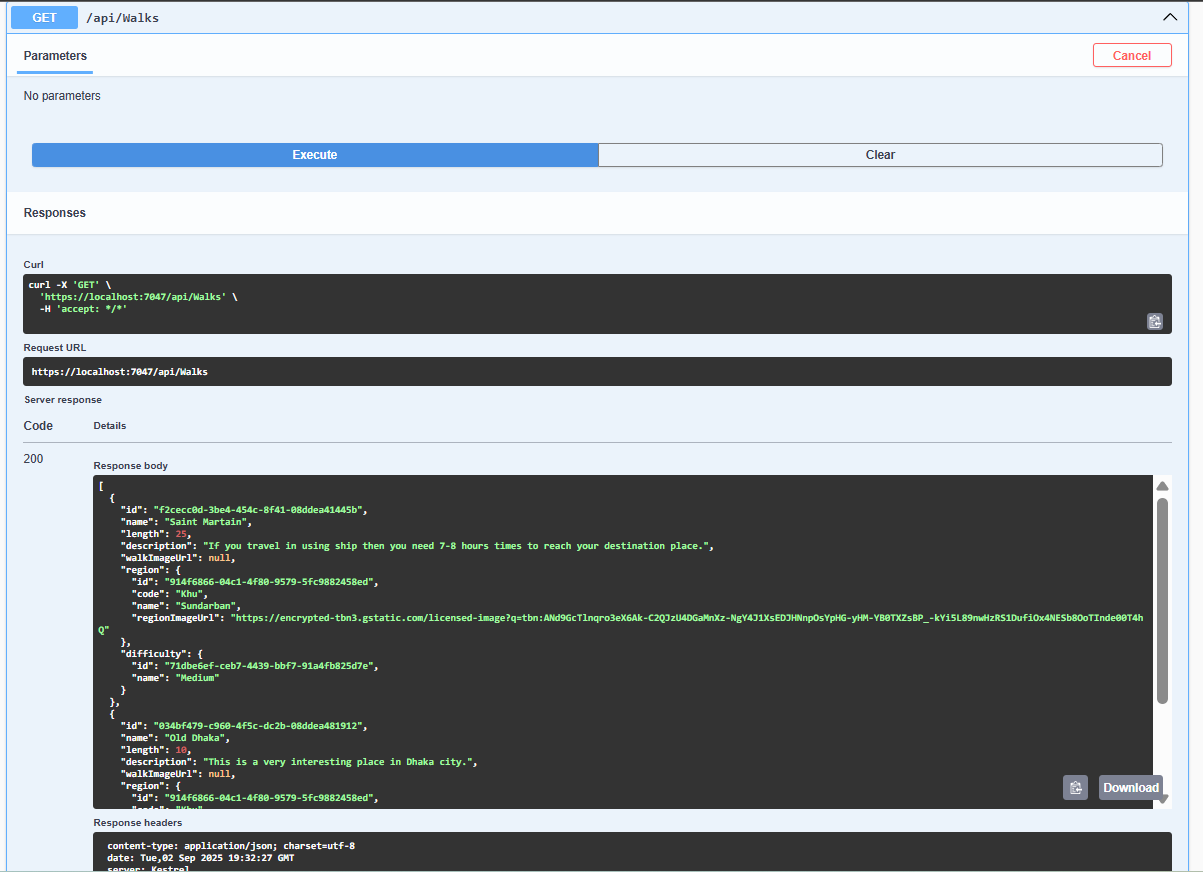 GET /api/Walks
Parameters
Cancel
No parameters
Execute
Clear
Responses
Curl
curl -X 'GET' \
'https://localhost:7047/api/Walks' \
-H 'accept: */*'
Request URL
https://localhost:7047/api/Walks
Server response
Code Details
200
Response body
[
{
"id": "f2cecc0d-3be4-454c-8f41-08ddea41445b",
"name": "Saint Martain",
"length": 25,
"description": "If you travel in using ship then you need 7-8 hours times to reach your destination place.",
"walkImageUrl": null,
"region": {
"id": "914f6866-04c1-4f80-9579-5fc9882458ed",
"code": "Khu",
"name": "Sundarban",
"regionImageUrl": "https://encrypted-tbn3.gstatic.com/licensed-image?q=tbn:ANd9GcTlnqro3eX6Ak-C2QJzU4DGaMnXz-NgY4J1XsEDJHNnpOsYpHG-yHM-YB0TXZsBP_-kYi5L89nwHzRS1DufiOx4NESb8OoTInde00T4h
Q"
},
"difficulty": {
"id": "71dbe6ef-ceb7-4439-bbf7-91a4fb825d7e",
"name": "Medium"
}
},
{
"id": "034bf479-c960-4f5c-dc2b-08ddea481912",
"name": "Old Dhaka",
"length": 10,
"description": "This is a very interesting place in Dhaka city.",
"walkImageUrl": null,
"region": {
"id": "914f6866-04c1-4f80-9579-5fc9882458ed",
"code": "Khu",
Download
Response headers
content-type: application/json; charset=utf-8
date: Tue,02 Sep 2025 19:32:27 GMT
server: Kestrel